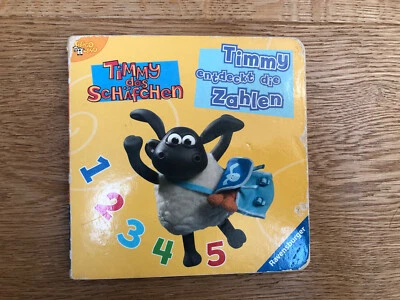 TIMMY
das
SCHÄFCHEN
Timmy
entdeckt die
Zahlen
1
2
3
4
5
Ravensburger